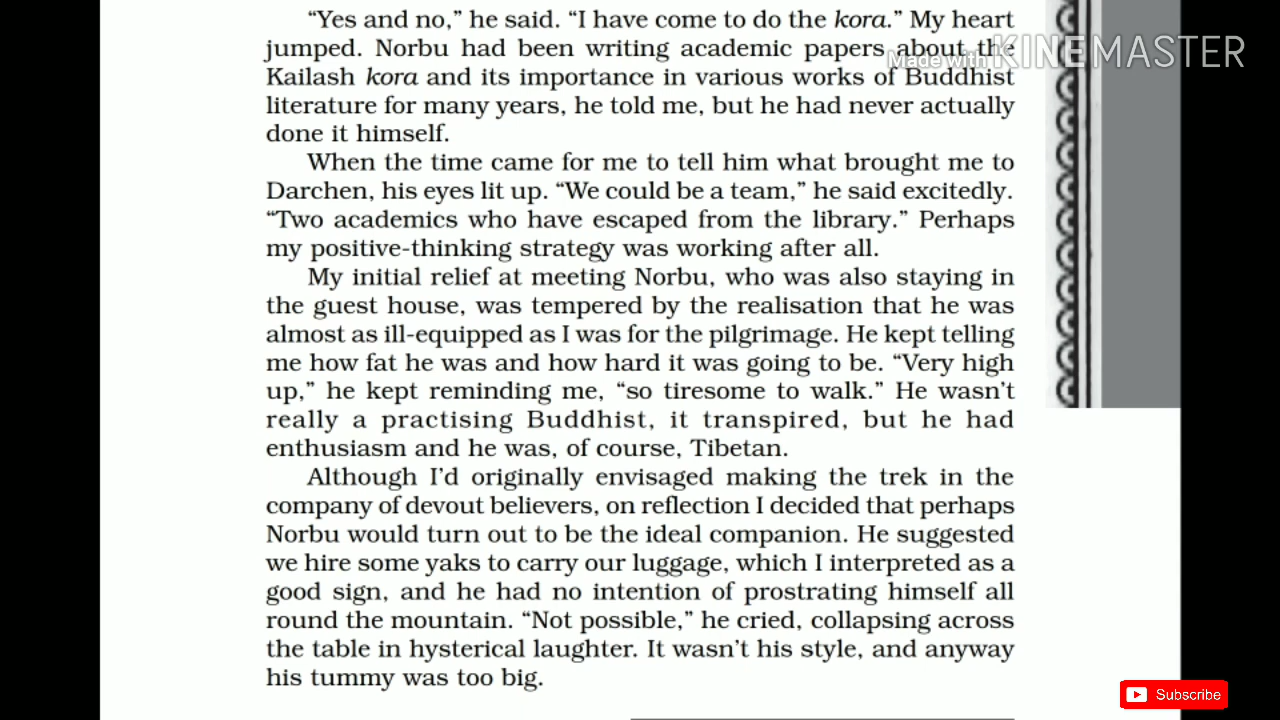 “Yes and no,” he said. “I have come to do the kora.” My heart
jumped. Norbu had been writing academic papers about the
Made with KINEMASTER
Kailash kora and its importance in various works of Buddhist
literature for many years, he told me, but he had never actually
done it himself.
When the time came for me to tell him what brought me to
Darchen, his eyes lit up. “We could be a team,” he said excitedly.
“Two academics who have escaped from the library.” Perhaps
my positive-thinking strategy was working after all.
My initial relief at meeting Norbu, who was also staying in
the guest house, was tempered by the realisation that he was
almost as ill-equipped as I was for the pilgrimage. He kept telling
me how fat he was and how hard it was going to be. “Very high
up,” he kept reminding me, “so tiresome to walk.” He wasn’t
really a practising Buddhist, it transpired, but he had
enthusiasm and he was, of course, Tibetan.
Although I’d originally envisaged making the trek in the
company of devout believers, on reflection I decided that perhaps
Norbu would turn out to be the ideal companion. He suggested
we hire some yaks to carry our luggage, which I interpreted as a
good sign, and he had no intention of prostrating himself all
round the mountain. “Not possible,” he cried, collapsing across
the table in hysterical laughter. It wasn’t his style, and anyway
his tummy was too big.
Subscribe